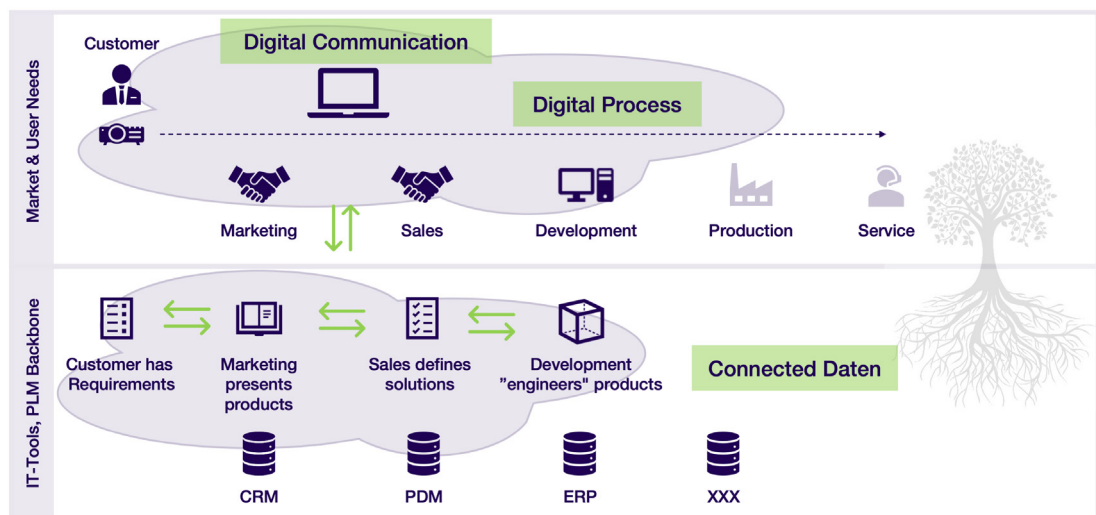 Market & User Needs
Customer
Digital Communication
Digital Process
Marketing
Sales
Development
Production
Service
IT-Tools, PLM Backbone
Customer has
Requirements
Marketing
presents
products
Sales defines
solutions
Development
”engineers" products
Connected Daten
CRM
PDM
ERP
XXX